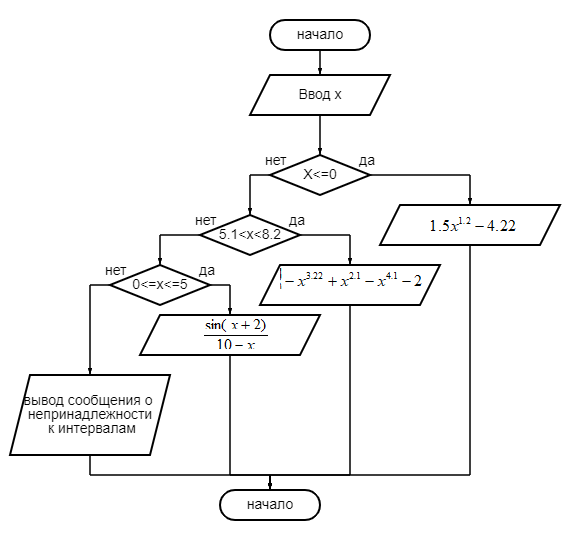 начало
Ввод x
нет
да
X<=0
нет
да
5.1<x<8.2
1.5x^1.2 − 4.22
нет
да
0<=x<=5
− x^3.22 + x^2.1 − x^4.1 − 2
sin( x + 2)
10 − x
вывод сообщения о
непринадлежности
к интервалам
начало